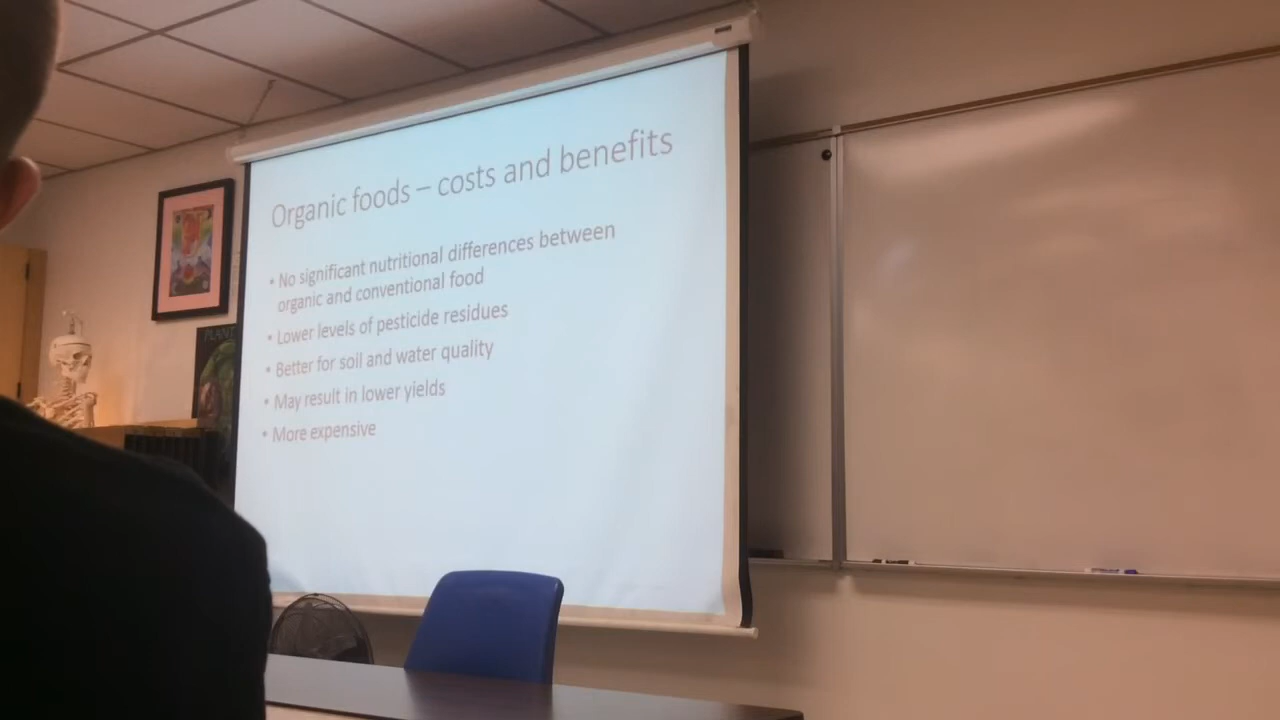 Organic foods – costs and benefits
• No significant nutritional differences between
organic and conventional food
• Lower levels of pesticide residues
• Better for soil and water quality
• May result in lower yields
• More expensive
PLANT